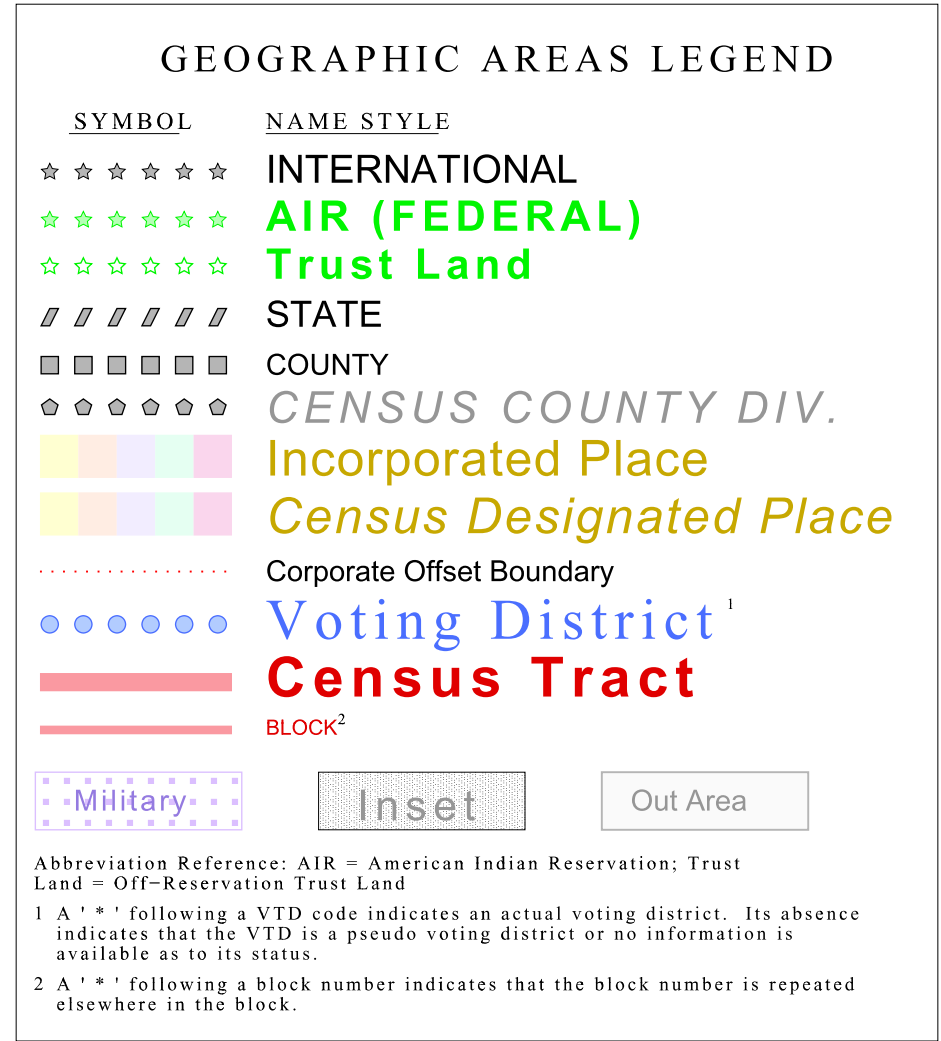 GEOGRAPHIC AREAS LEGEND
SYMBOL NAME STYLE
INTERNATIONAL
AIR (FEDERAL)
Trust Land
STATE
COUNTY
CENSUS COUNTY DIV.
Incorporated Place
Census Designated Place
Corporate Offset Boundary
Voting District 1
Census Tract
BLOCK2
Military Inset Out Area
Abbreviation Reference: AIR = American Indian Reservation; Trust
Land = Off−Reservation Trust Land
1 A ' * ' following a VTD code indicates an actual voting district. Its absence
indicates that the VTD is a pseudo voting district or no information is
available as to its status.
2 A ' * ' following a block number indicates that the block number is repeated
elsewhere in the block.